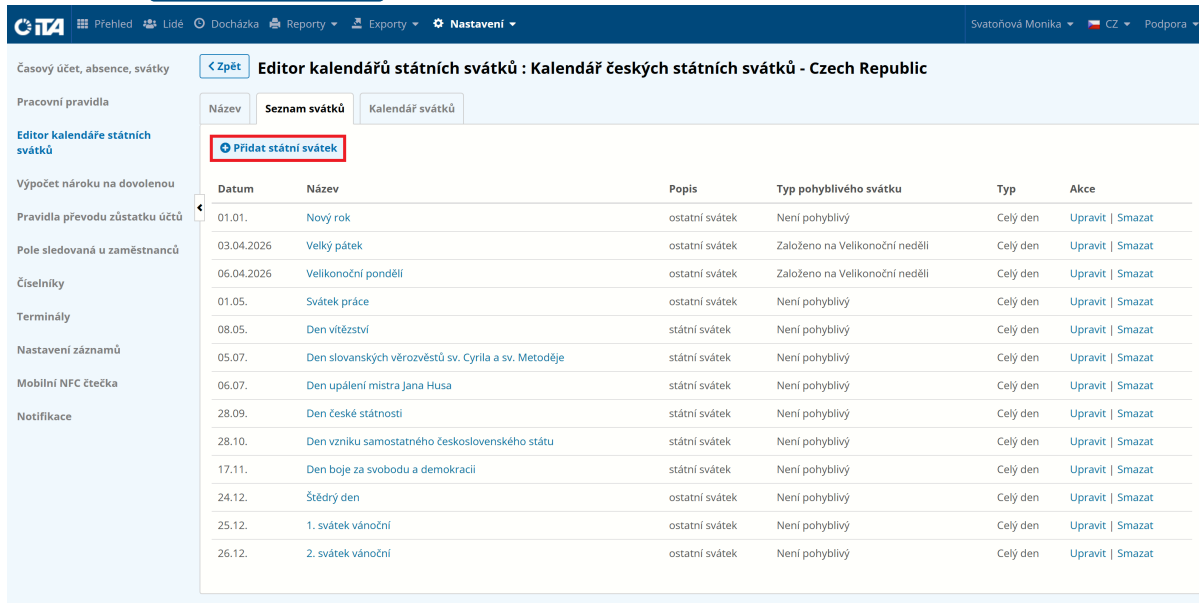 GiTA Přehled Lidé Docházka Reporty Exporty Nastavení Svatoňová Monika CZ Podpora
Časový účet, absence, svátky
Pracovní pravidla
Editor kalendáře státních
svátků
Výpočet nároku na dovolenou
Pravidla převodu zůstatku účtů
Pole sledovaná u zaměstnanců
Číselníky
Terminály
Nastavení záznamů
Mobilní NFC čtečka
Notifikace
Zpět Editor kalendářů státních svátků : Kalendář českých státních svátků - Czech Republic
Název Seznam svátků Kalendář svátků
Přidat státní svátek
Datum Název Popis Typ pohyblivého svátku Typ Akce
01.01. Nový rok ostatní svátek Není pohyblivý Celý den Upravit | Smazat
03.04.2026 Velký pátek ostatní svátek Založeno na Velikonoční neděli Celý den Upravit | Smazat
06.04.2026 Velikonoční pondělí ostatní svátek Založeno na Velikonoční neděli Celý den Upravit | Smazat
01.05. Svátek práce ostatní svátek Není pohyblivý Celý den Upravit | Smazat
08.05. Den vítězství státní svátek Není pohyblivý Celý den Upravit | Smazat
05.07. Den slovanských věrozvěstů sv. Cyrila a sv. Metoděje státní svátek Není pohyblivý Celý den Upravit | Smazat
06.07. Den upálení mistra Jana Husa státní svátek Není pohyblivý Celý den Upravit | Smazat
28.09. Den české státnosti státní svátek Není pohyblivý Celý den Upravit | Smazat
28.10. Den vzniku samostatného československého státu státní svátek Není pohyblivý Celý den Upravit | Smazat
17.11. Den boje za svobodu a demokracii státní svátek Není pohyblivý Celý den Upravit | Smazat
24.12. Štědrý den ostatní svátek Není pohyblivý Celý den Upravit | Smazat
25.12. 1. svátek vánoční ostatní svátek Není pohyblivý Celý den Upravit | Smazat
26.12. 2. svátek vánoční ostatní svátek Není pohyblivý Celý den Upravit | Smazat